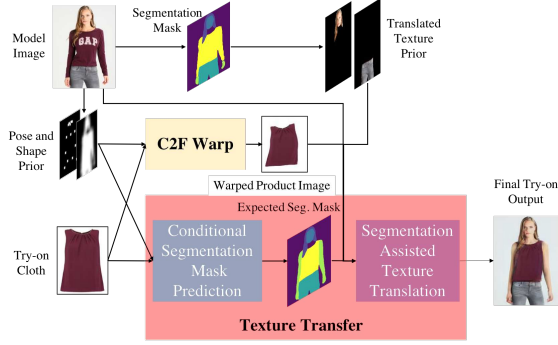 Model
Image
GAP
Segmentation
Mask
Translated
Texture
Prior
Pose and
Shape
Prior
C2F Warp
Warped Product Image
Expected Seg. Mask
Try-on
Cloth
Conditional
Segmentation
Mask
Prediction
Segmentation
Assisted
Texture
Translation
Final Try-on
Output
Texture Transfer